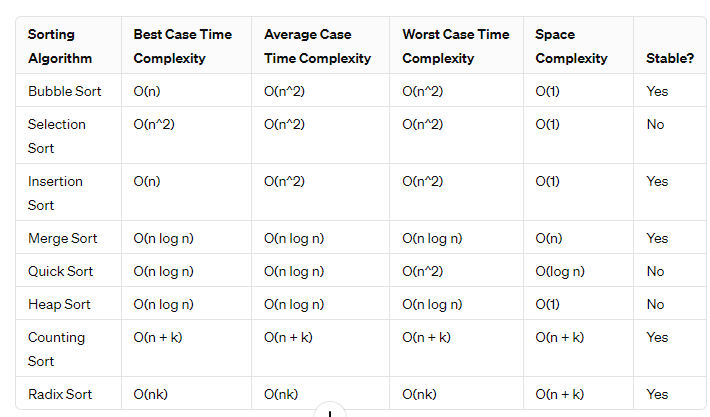 Sorting Algorithm Best Case Time Complexity Average Case Time Complexity Worst Case Time Complexity Space Complexity Stable?
Bubble Sort O(n) O(n^2) O(n^2) O(1) Yes
Selection Sort O(n^2) O(n^2) O(n^2) O(1) No
Insertion Sort O(n) O(n^2) O(n^2) O(1) Yes
Merge Sort O(n log n) O(n log n) O(n log n) O(n) Yes
Quick Sort O(n log n) O(n log n) O(n^2) O(log n) No
Heap Sort O(n log n) O(n log n) O(n log n) O(1) No
Counting Sort O(n + k) O(n + k) O(n + k) O(n + k) Yes
Radix Sort O(nk) O(nk) O(nk) O(n + k) Yes